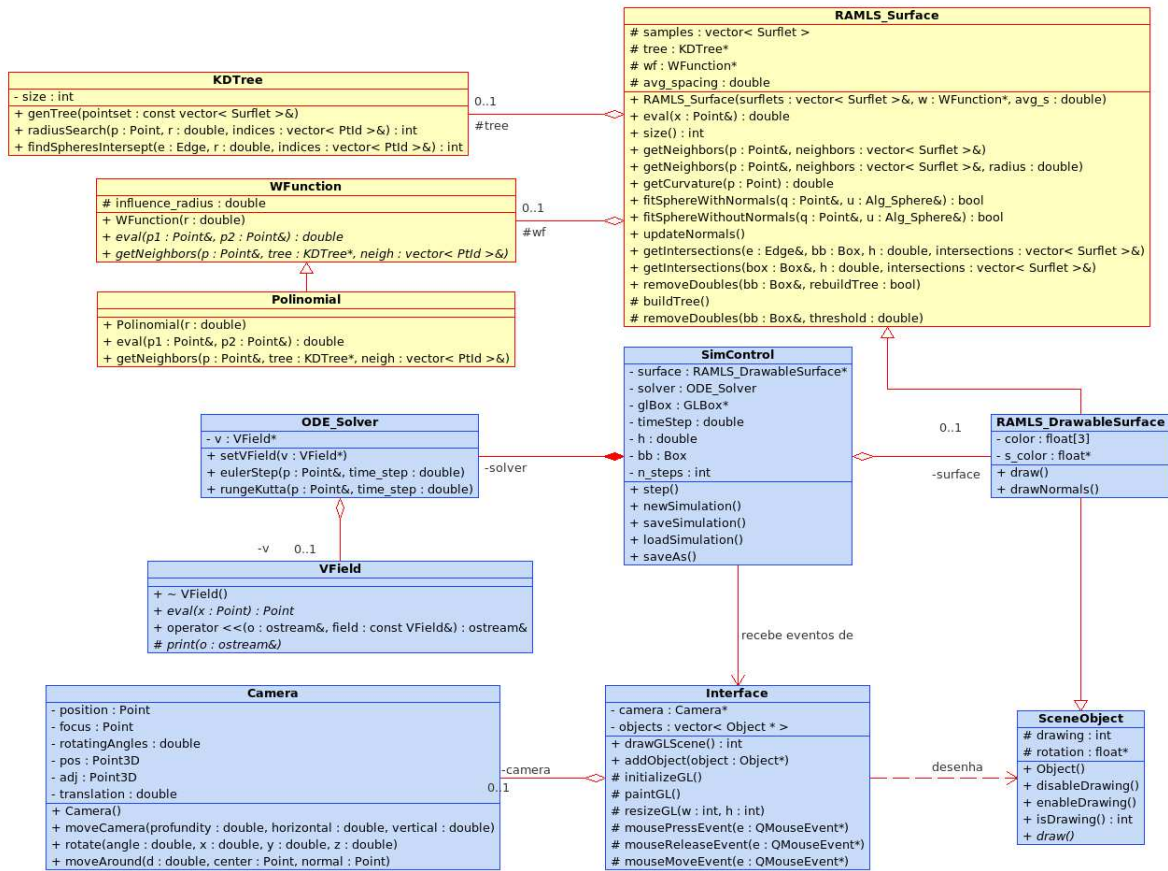 RAMLS_Surface
# samples : vector< Surflet >
# tree : KDTree*
# wf : WFunction*
# avg_spacing : double
+ RAMLS_Surface(surflets : vector< Surflet >&, w : WFunction*, avg_s : double)
+ eval(x : Point&) : double
+ size() : int
+ getNeighbors(p : Point&, neighbors : vector< Surflet >&)
+ getNeighbors(p : Point&, neighbors : vector< Surflet >&, radius : double)
+ getCurvature(p : Point) : double
+ fitSphereWithNormals(q : Point&, u : Alg_Sphere&) : bool
+ fitSphereWithoutNormals(q : Point&, u : Alg_Sphere&) : bool
+ updateNormals()
+ getIntersections(e : Edge&, bb : Box, h : double, intersections : vector< Surflet >&)
+ getIntersections(box : Box&, h : double, intersections : vector< Surflet >&)
+ removeDoubles(bb : Box&, rebuildTree : bool)
# buildTree()
# removeDoubles(bb : Box&, threshold : double)
KDTree
- size : int
+ genTree(pointset : const vector< Surflet >&)
+ radiusSearch(p : Point, r : double, indices : vector< PtId >&) : int
+ findSpheresIntersept(e : Edge, r : double, indices : vector< PtId >&) : int
0..1
#tree
WFunction
# influence_radius : double
+ WFunction(r : double)
+ eval(p1 : Point&, p2 : Point&) : double
+ getNeighbors(p : Point&, tree : KDTree*, neigh : vector< PtId >&)
0..1
#wf
Polinomial
+ Polinomial(r : double)
+ eval(p1 : Point&, p2 : Point&) : double
+ getNeighbors(p : Point&, tree : KDTree*, neigh : vector< PtId >&)
SimControl
- surface : RAMLS_DrawableSurface*
- solver : ODE_Solver
- glBox : GLBox*
- timeStep : double
- h : double
- bb : Box
- n_steps : int
+ step()
+ newSimulation()
+ saveSimulation()
+ loadSimulation()
+ saveAs()
ODE_Solver
- v : VField*
+ setVField(v : VField*)
+ eulerStep(p : Point&, time_step : double)
+ rungeKutta(p : Point&, time_step : double)
-solver
0..1
-surface
RAMLS_DrawableSurface
- color : float[3]
- s_color : float*
+ draw()
+ drawNormals()
-v 0..1
VField
+ ~ VField()
+ eval(x : Point) : Point
+ operator <<(o : ostream&, field : const VField&) : ostream&
# print(o : ostream&)
recebe eventos de
Camera
- position : Point
- focus : Point
- rotatingAngles : double
- pos : Point3D
- adj : Point3D
- translation : double
+ Camera()
+ moveCamera(profundity : double, horizontal : double, vertical : double)
+ rotate(angle : double, x : double, y : double, z : double)
+ moveAround(d : double, center : Point, normal : Point)
-camera
0..1
Interface
- camera : Camera*
- objects : vector< Object * >
+ drawGLScene() : int
+ addObject(object : Object*)
# initializeGL()
# paintGL()
# resizeGL(w : int, h : int)
# mousePressEvent(e : QMouseEvent*)
# mouseReleaseEvent(e : QMouseEvent*)
# mouseMoveEvent(e : QMouseEvent*)
desenha
SceneObject
# drawing : int
# rotation : float*
+ Object()
+ disableDrawing()
+ enableDrawing()
+ isDrawing() : int
+ draw()